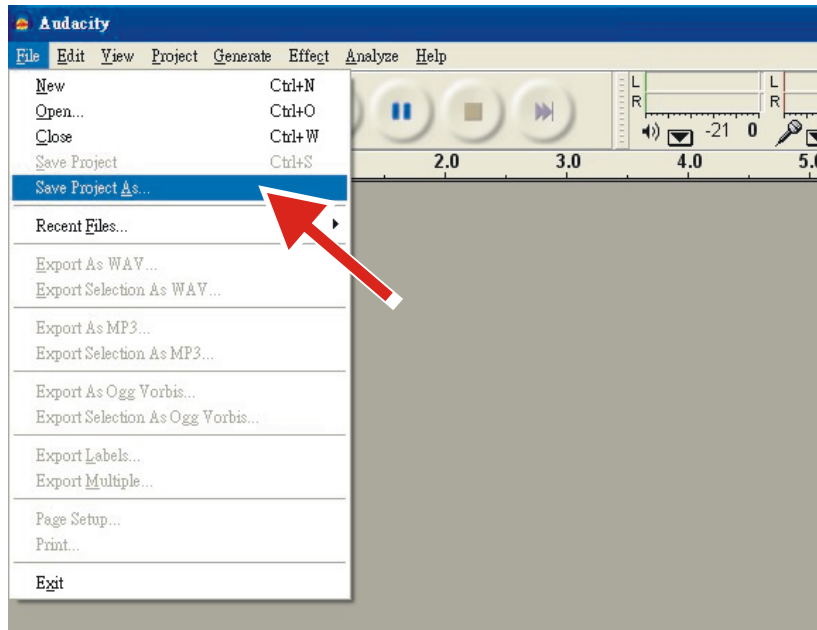 Audacity
File Edit View Project Generate Effect Analyze Help
New Ctrl+N
Open... Ctrl+O
Close Ctrl+W
Save Project Ctrl+S
Save Project As...
Recent Files...
Export As WAV...
Export Selection As WAV...
Export As MP3...
Export Selection As MP3...
Export As Ogg Vorbis...
Export Selection As Ogg Vorbis...
Export Labels...
Export Multiple...
Page Setup...
Print...
Exit
L L
R R
-21 0
2.0 3.0 4.0 5.0